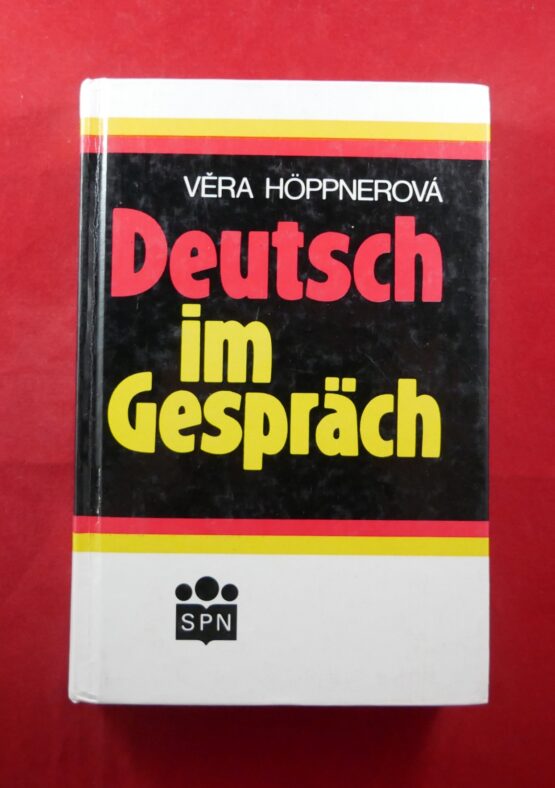 VĚRA HÖPPNEROVÁ
Deutsch
im
Gespräch
SPN